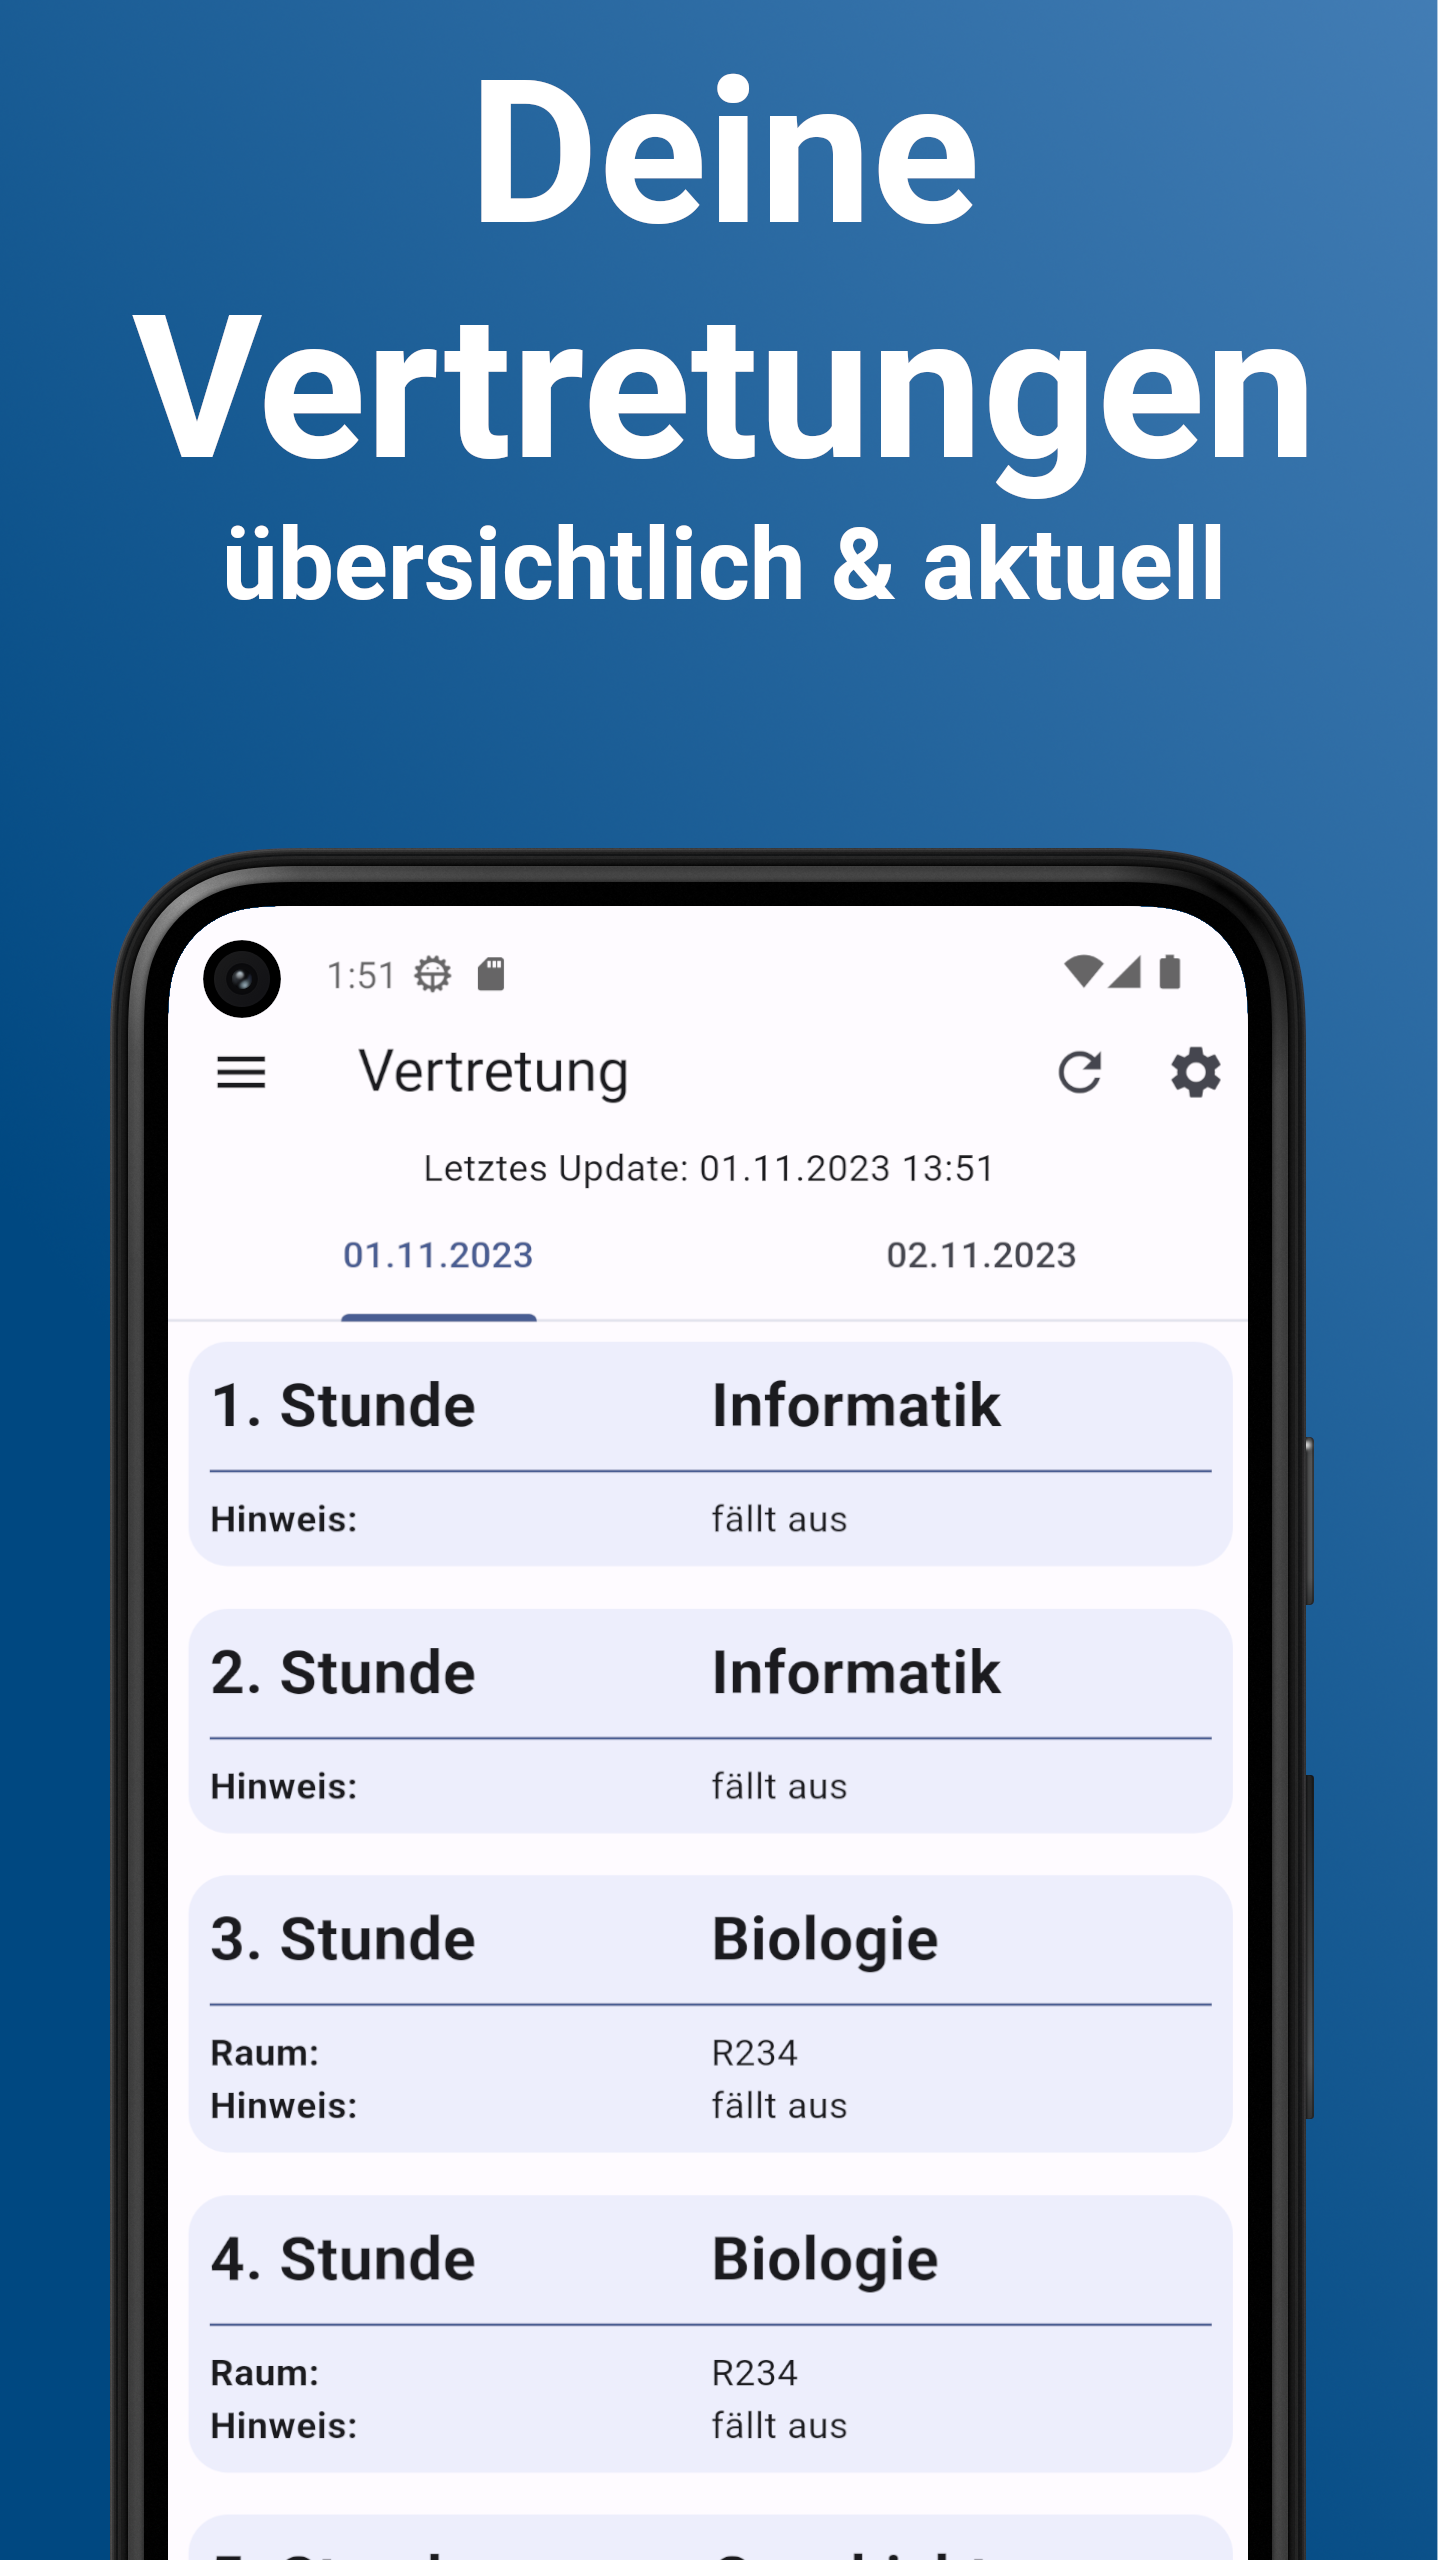 Deine
Vertretungen
übersichtlich & aktuell
1:51
Vertretung
Letztes Update: 01.11.2023 13:51
01.11.2023 02.11.2023
1. Stunde Informatik
Hinweis: fällt aus
2. Stunde Informatik
Hinweis: fällt aus
3. Stunde Biologie
Raum: R234
Hinweis: fällt aus
4. Stunde Biologie
Raum: R234
Hinweis: fällt aus